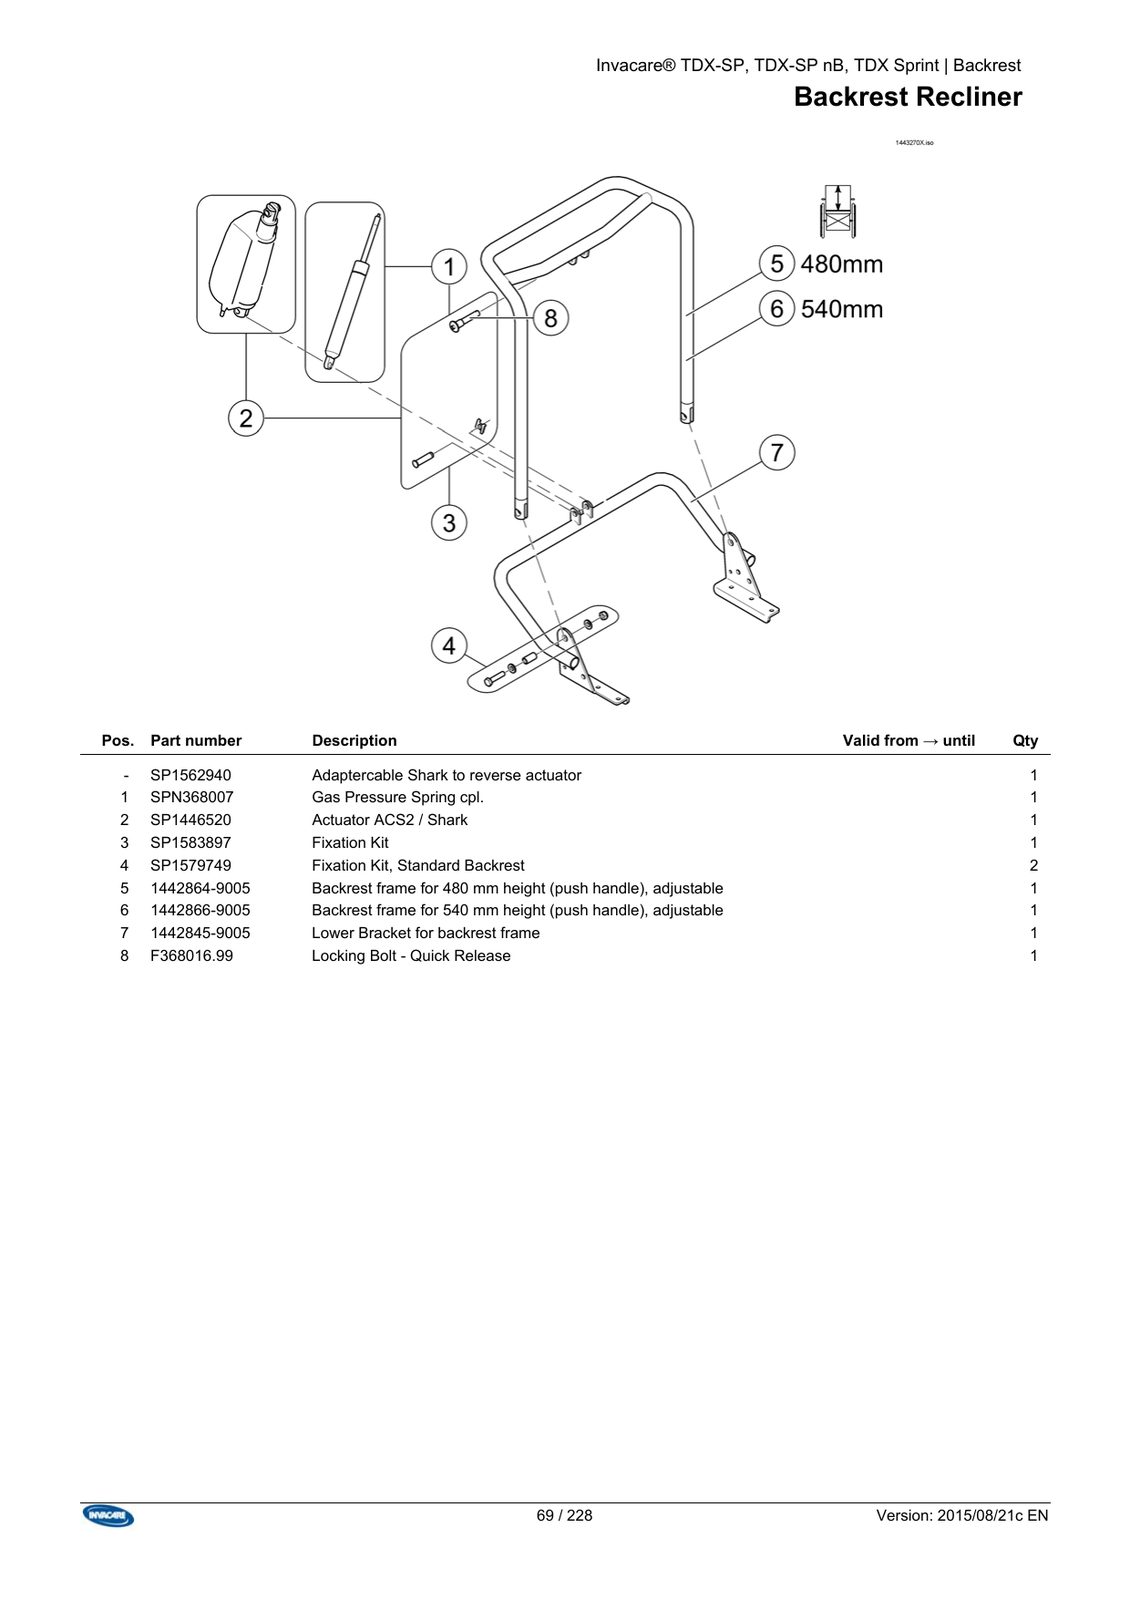 Invacare® TDX-SP, TDX-SP nB, TDX Sprint | Backrest
Backrest Recliner
1443270X.iso
1
5 480mm
8
6 540mm
2
7
3
4
Pos. Part number Description Valid from → until Qty
- SP1562940 Adaptercable Shark to reverse actuator 1
1 SPN368007 Gas Pressure Spring cpl. 1
2 SP1446520 Actuator ACS2 / Shark 1
3 SP1583897 Fixation Kit 1
4 SP1579749 Fixation Kit, Standard Backrest 2
5 1442864-9005 Backrest frame for 480 mm height (push handle), adjustable 1
6 1442866-9005 Backrest frame for 540 mm height (push handle), adjustable 1
7 1442845-9005 Lower Bracket for backrest frame 1
8 F368016.99 Locking Bolt - Quick Release 1
INVACARE 69 / 228 Version: 2015/08/21c EN